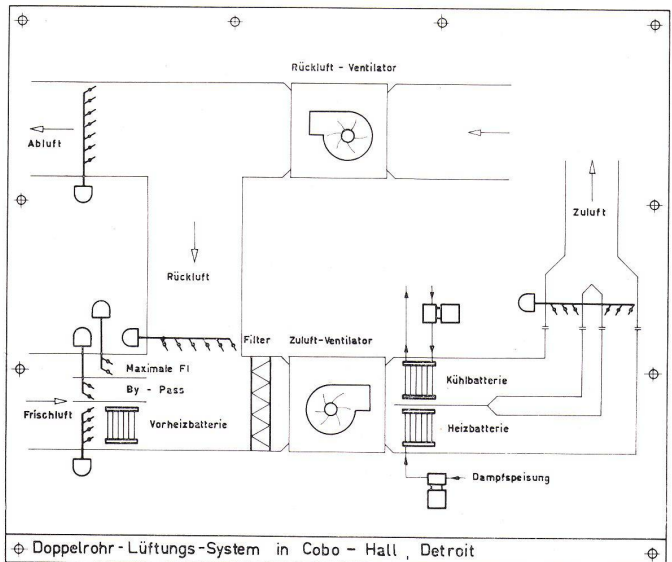 Rückluft - Ventilator
Abluft
Zuluft
Rückluft
Filter
Zuluft-Ventilator
Maximale Fl
By - Pass
Frischluft
Vorheizbatterie
Kühlbatterie
Heizbatterie
Dampfspeisung
Doppelrohr-Lüftungs-System in Cobo - Hall, Detroit